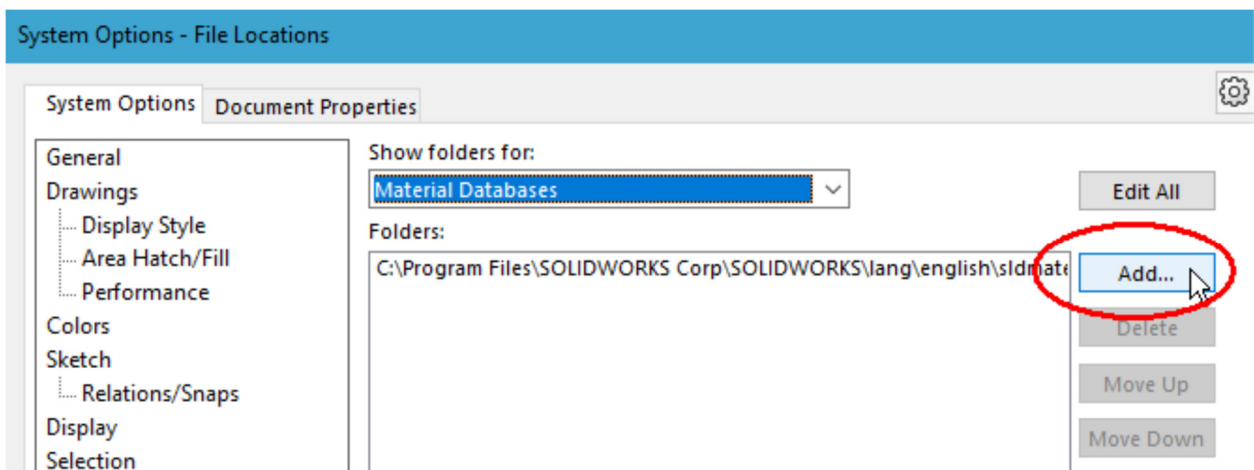 System Options - File Locations
System Options Document Properties
General
Drawings
Display Style
Area Hatch/Fill
Performance
Colors
Sketch
Relations/Snaps
Display
Selection
Show folders for:
Material Databases
Edit All
Folders:
C:\Program Files\SOLIDWORKS Corp\SOLIDWORKS\lang\english\sldmate
Add...
Delete
Move Up
Move Down